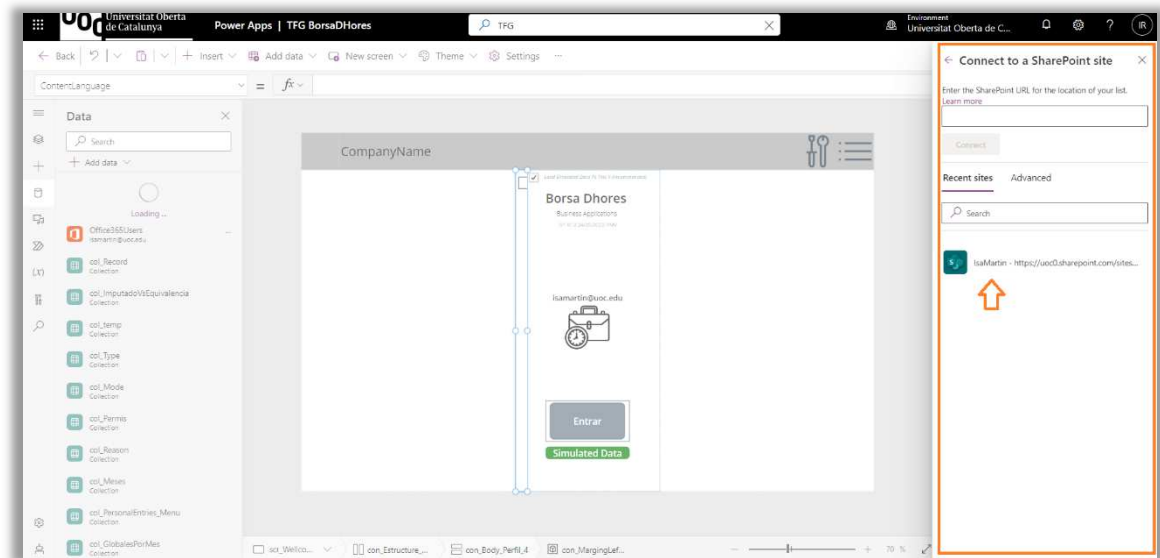 UOC Universitat Oberta
de Catalunya
Power Apps | TFG BorsaDHores
TFG
Environment
Universitat Oberta de C...
IR
Back
Insert
Add data
New screen
Theme
Settings
ContentLanguage
= fx
Data
Search
Add data
Loading ...
Office365Users
isamartin@uoc.edu
col_Record
Collection
col_ImputadoVsEquivalencia
Collection
col_temp
Collection
col_Type
Collection
col_Mode
Collection
col_Permis
Collection
col_Reason
Collection
col_Meses
Collection
col_PersonalEntries_Menu
Collection
col_GlobalesPorMes
Collection
CompanyName
Borsa Dhores
Business Applications
isamartin@uoc.edu
Entrar
Simulated Data
scr_Wellco...
con_Estructure_...
con_Body_Perfil_4
con_MargingLef...
70 %
Connect to a SharePoint site
Enter the SharePoint URL for the location of your list.
Learn more
Connect
Recent sites
Advanced
Search
IsaMartin - https://uoc0.sharepoint.com/sites...